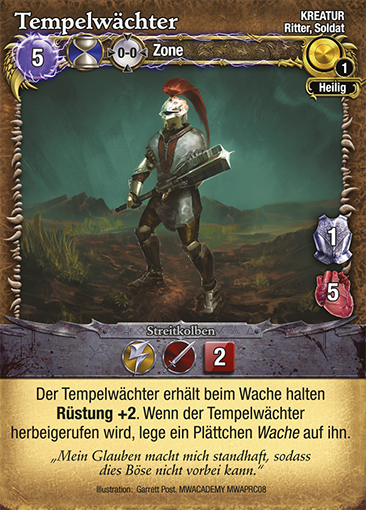 Tempelwächter
KREATUR
Ritter, Soldat
5
0-0
Zone
1
Heilig
1
5
Streitkolben
2
Der Tempelwächter erhält beim Wache halten
Rüstung +2. Wenn der Tempelwächter
herbeigerufen wird, lege ein Plättchen Wache auf ihn.
„Mein Glauben macht mich standhaft, sodass
dies Böse nicht vorbei kann.“
Illustration: Garrett Post. MWACADEMY MWAPRC08